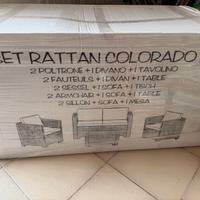 SET RATTAN COLORADO
2 POLTRONE + 1 DIVANO + 1 TAVOLINO
2 FAUTEUILS + 1 DIVAN + 1 TABLE
2 SESSEL + 1 SOFA + 1 TISCH
2 ARMCHAIR + 1 SOFA + 1 TABLE
2 SILLON + SOFA + MESA